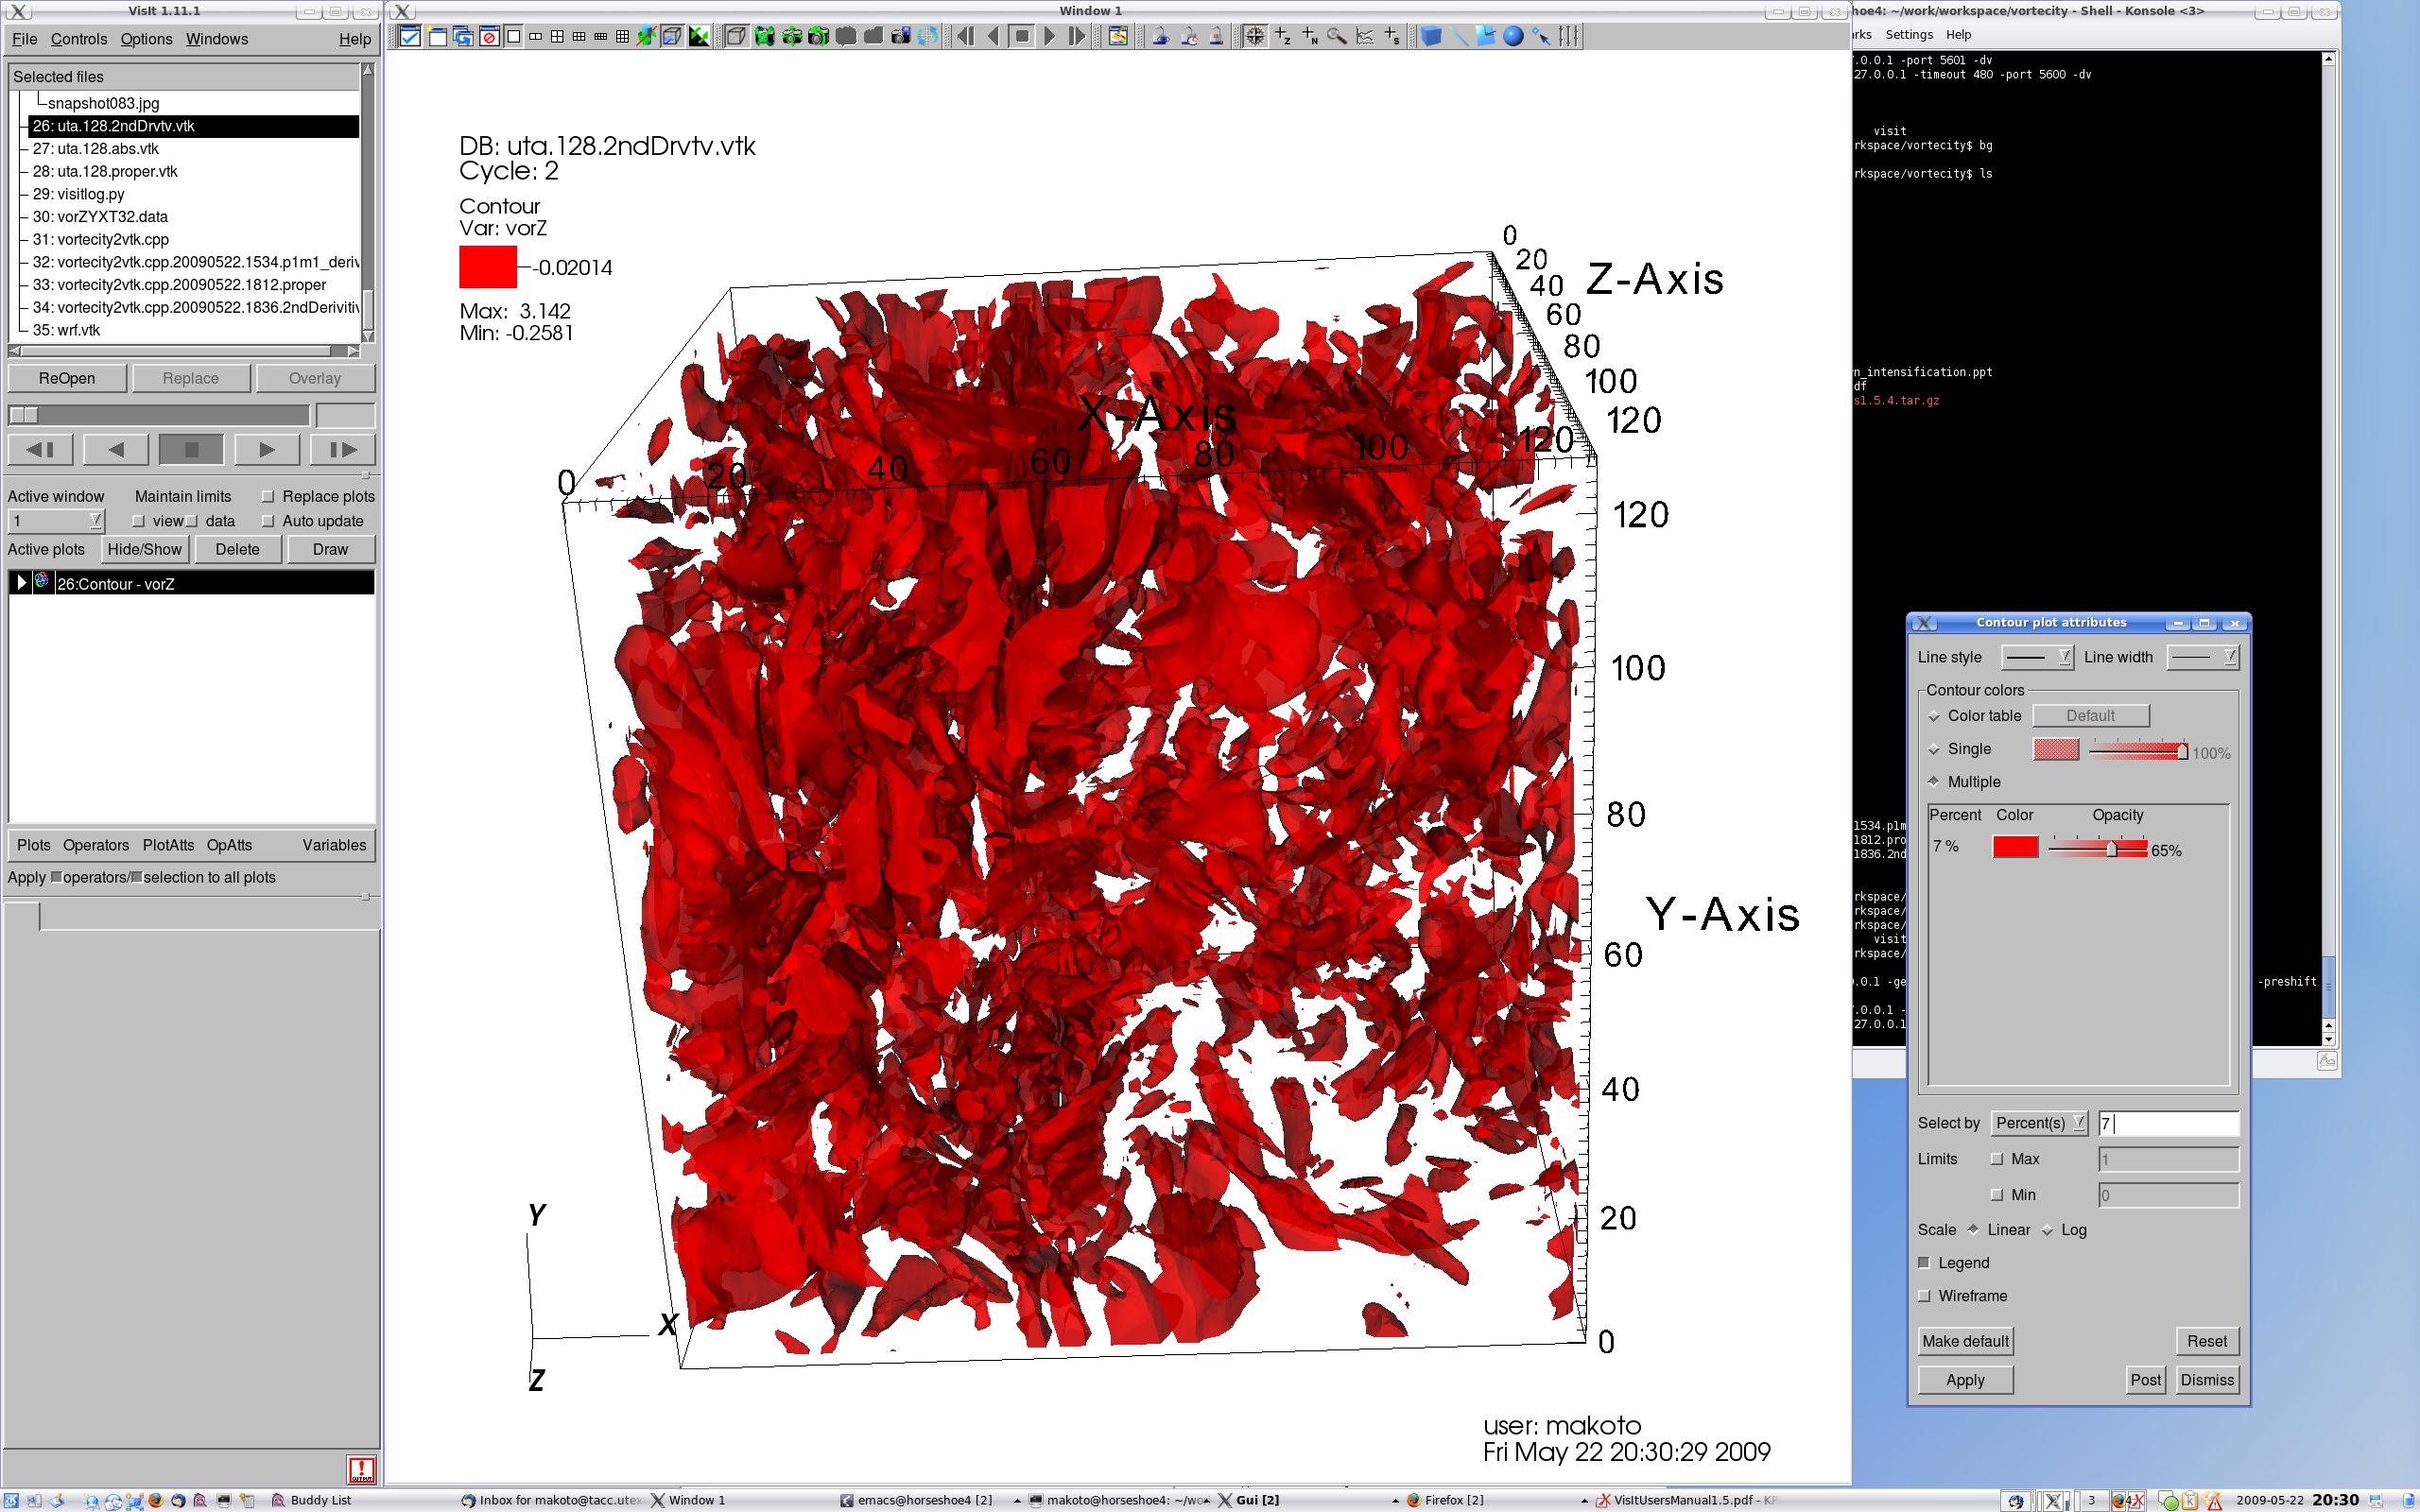 VisIt 1.11.1
File Controls Options Windows Help
Selected files
snapshot083.jpg
26: uta.128.2ndDrvtv.vtk
27: uta.128.abs.vtk
28: uta.128.proper.vtk
29: visitlog.py
30: vorZYXT32.data
31: vortecity2vtk.cpp
32: vortecity2vtk.cpp.20090522.1534.p1m1_deriv
33: vortecity2vtk.cpp.20090522.1812.proper
34: vortecity2vtk.cpp.20090522.1836.2ndDerivitiv
35: wrf.vtk
ReOpen Replace Overlay
Active window Maintain limits Replace plots
1 view data Auto update
Active plots Hide/Show Delete Draw
26:Contour - vorZ
Plots Operators PlotAtts OpAtts Variables
Apply operators/ selection to all plots
Window 1
DB: uta.128.2ndDrvtv.vtk
Cycle: 2
Contour
Var: vorZ
-0.02014
Max: 3.142
Min: -0.2581
0
20
40
60
80
100
120
Z-Axis
X-Axis
0 20 40 60 80 100 120
120
100
80
Y-Axis
60
40
20
0
Y
X
Z
user: makoto
Fri May 22 20:30:29 2009
hoe4: ~/work/workspace/vortecity - Shell - Konsole <3>
rks Settings Help
.0.0.1 -port 5601 -dv
27.0.0.1 -timeout 480 -port 5600 -dv
visit
rkspace/vortecity$ bg
rkspace/vortecity$ ls
n_intensification.ppt
df
sl.5.4.tar.gz
1534.p1m
1812.pro
1836.2nd
rkspace/
rkspace/
rkspace/
visit
rkspace/
.0.1 -ge
-preshift
.0.0.1 -
27.0.0.1
Contour plot attributes
Line style Line width
Contour colors
Color table Default
Single 100%
Multiple
Percent Color Opacity
7 % 65%
Select by Percent(s) 7
Limits Max 1
Min 0
Scale Linear Log
Legend
Wireframe
Make default Reset
Apply Post Dismiss
Buddy List
Inbox for makoto@tacc.utex
Window 1
emacs@horseshoe4 [2]
makoto@horseshoe4: ~/wo
Gui [2]
Firefox [2]
VisItUsersManual1.5.pdf - KP
3
4
2009-05-22 20:30